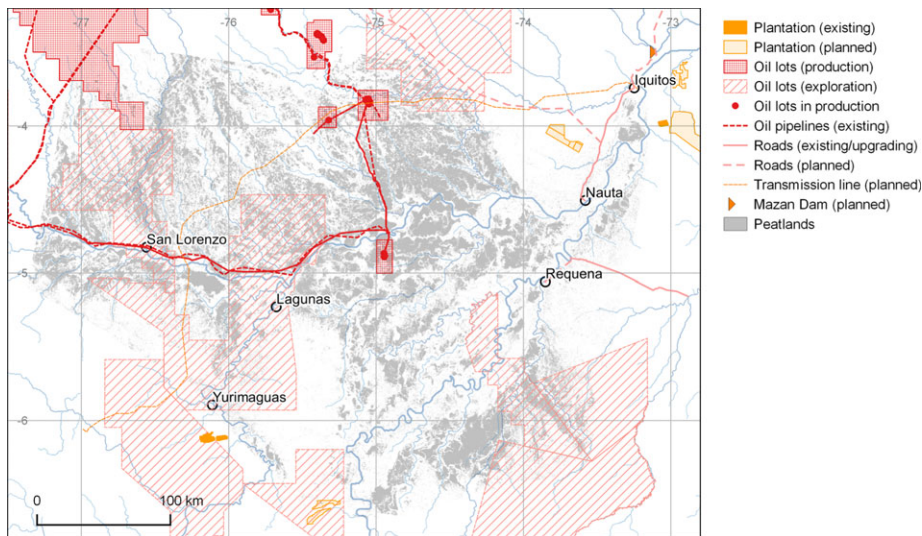 -77
-76
-75
-74
-73
Iquitos
-4
Nauta
San Lorenzo
-5
Requena
Lagunas
Yurimaguas
-6
0
100 km
Plantation (existing)
Plantation (planned)
Oil lots (production)
Oil lots (exploration)
Oil lots in production
Oil pipelines (existing)
Roads (existing/upgrading)
Roads (planned)
Transmission line (planned)
Mazan Dam (planned)
Peatlands